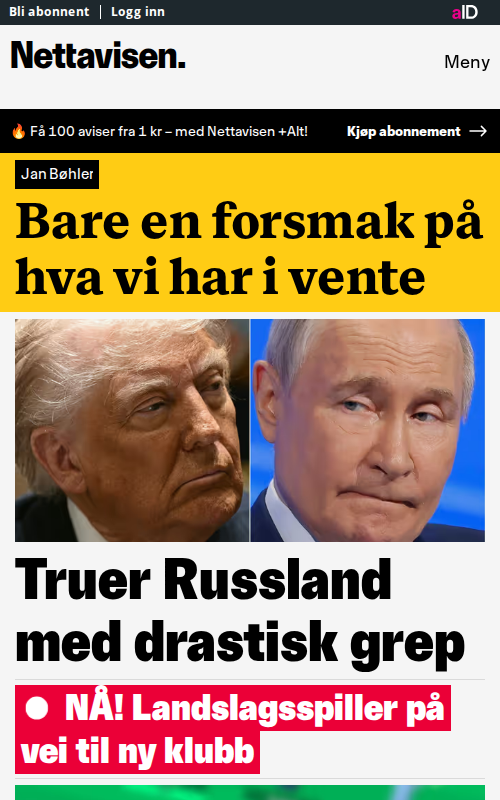 Bli abonnent | Logg inn
aID
Nettavisen.
Meny
🔥 Få 100 aviser fra 1 kr – med Nettavisen +Alt!
Kjøp abonnement →
Jan Bøhler
Bare en forsmak på
hva vi har i vente
Truer Russland
med drastisk grep
NÅ! Landslagsspiller på
vei til ny klubb